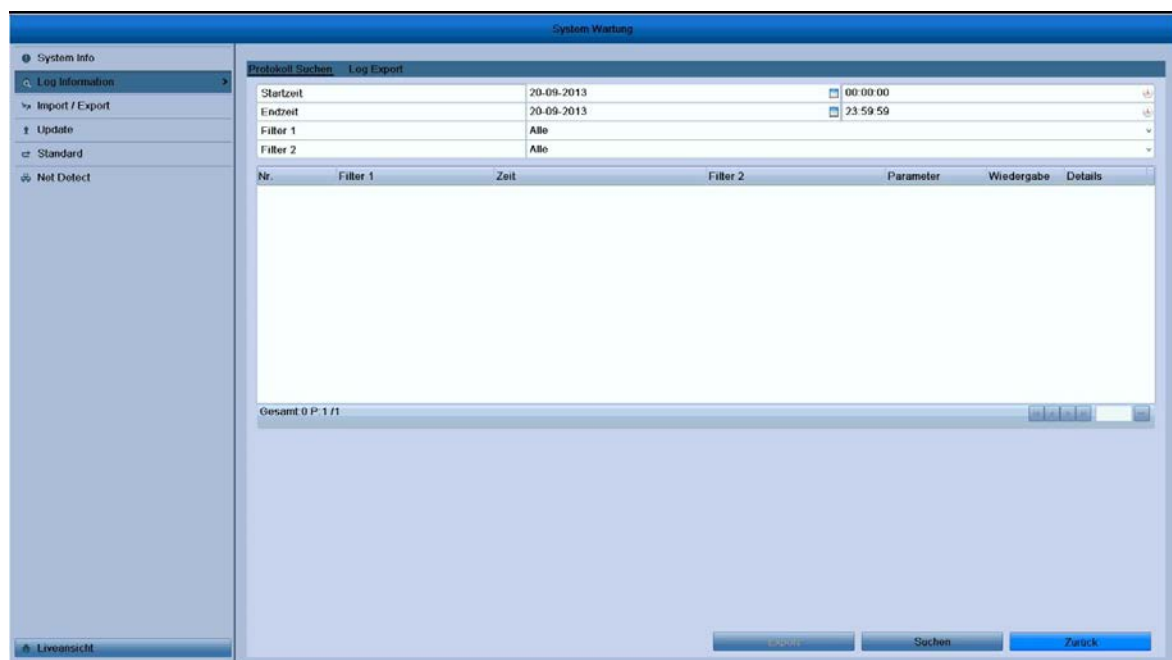 System Wartung
System Info
Log Information
Import / Export
Update
Standard
Not Detect
Liveansicht
Protokoll Suchen Log Export
Startzeit 20-09-2013 00:00:00
Endzeit 20-09-2013 23:59:59
Filter 1 Alle
Filter 2 Alle
Nr. Filter 1 Zeit Filter 2 Parameter Wiedergabe Details
Gesamt:0 P:1/1
Suchen Zurück